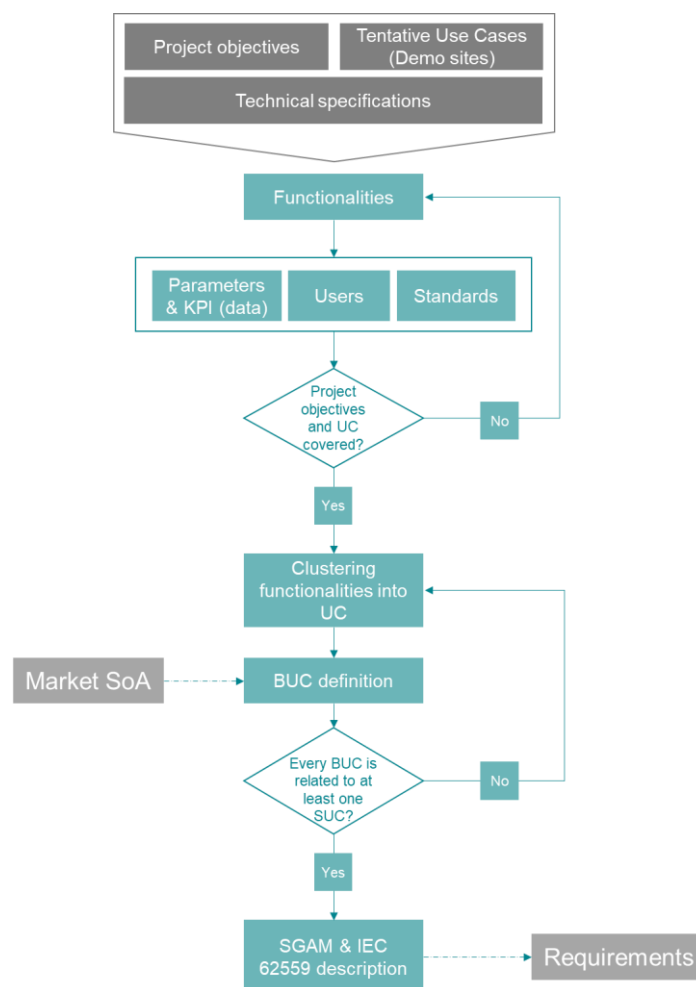 Project objectives
Tentative Use Cases
(Demo sites)
Technical specifications
Functionalities
Parameters
& KPI (data)
Users
Standards
Project
objectives
and UC
covered?
No
Yes
Clustering
functionalities into
UC
Market SoA
BUC definition
Every BUC is
related to at
least one
SUC?
No
Yes
SGAM & IEC
62559 description
Requirements